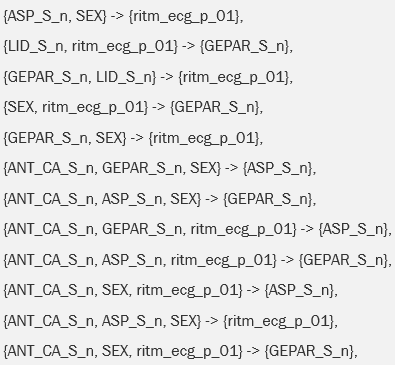 {ASP_S_n, SEX} -> {ritm_ecg_p_01},
{LID_S_n, ritm_ecg_p_01} -> {GEPAR_S_n},
{GEPAR_S_n, LID_S_n} -> {ritm_ecg_p_01},
{SEX, ritm_ecg_p_01} -> {GEPAR_S_n},
{GEPAR_S_n, SEX} -> {ritm_ecg_p_01},
{ANT_CA_S_n, GEPAR_S_n, SEX} -> {ASP_S_n},
{ANT_CA_S_n, ASP_S_n, SEX} -> {GEPAR_S_n},
{ANT_CA_S_n, GEPAR_S_n, ritm_ecg_p_01} -> {ASP_S_n},
{ANT_CA_S_n, ASP_S_n, ritm_ecg_p_01} -> {GEPAR_S_n},
{ANT_CA_S_n, SEX, ritm_ecg_p_01} -> {ASP_S_n},
{ANT_CA_S_n, ASP_S_n, SEX} -> {ritm_ecg_p_01},
{ANT_CA_S_n, SEX, ritm_ecg_p_01} -> {GEPAR_S_n},